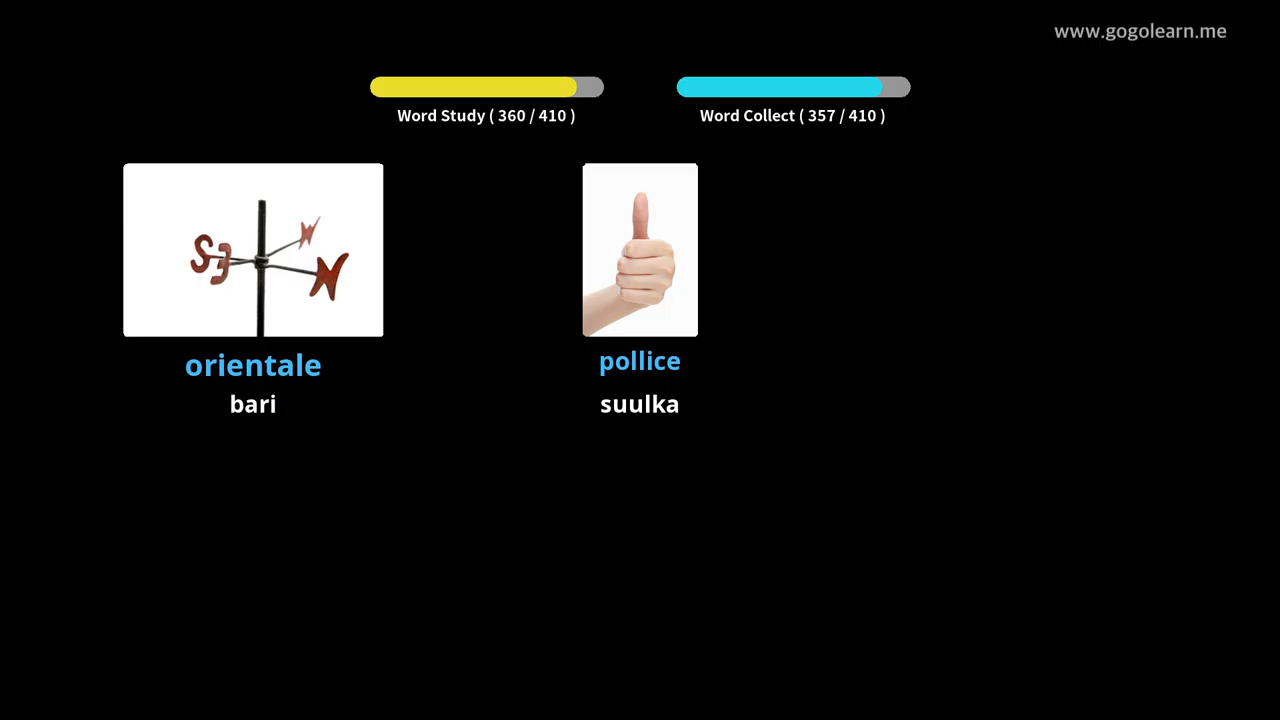 www.gogolearn.me
Word Study ( 360 / 410 )
Word Collect ( 357 / 410 )
S E N N
orientale
pollice
bari
suulka